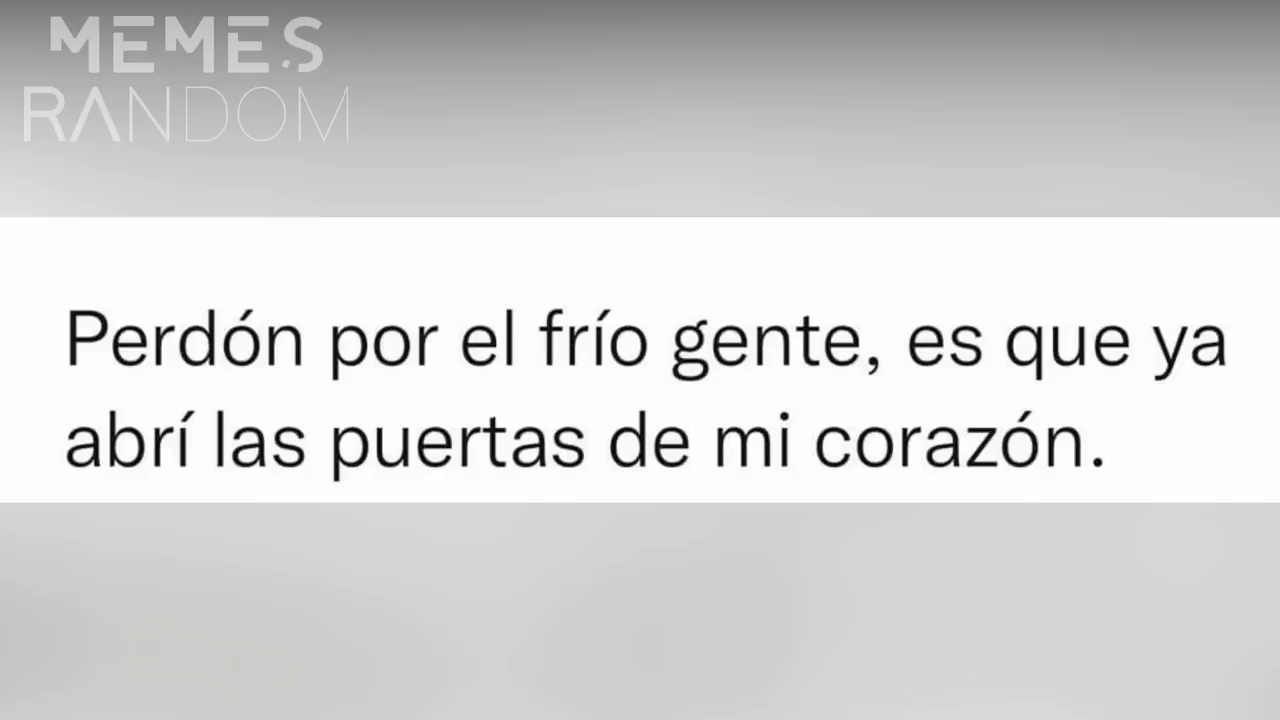 MEMES
RANDOM
Perdón por el frío gente, es que ya
abrí las puertas de mi corazón.